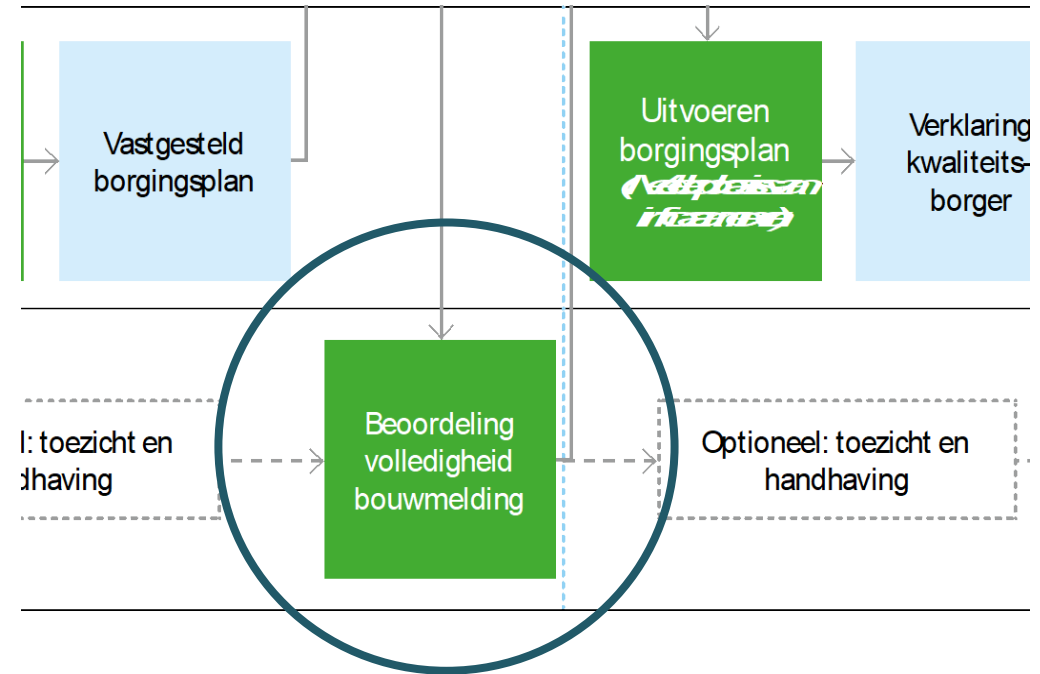 Vastgesteld
borgingsplan
Uitvoeren
borgingsplan
Verklaring
kwaliteits-
borger
l: toezicht en
dhaving
Beoordeling
volledigheid
bouwmelding
Optioneel: toezicht en
handhaving